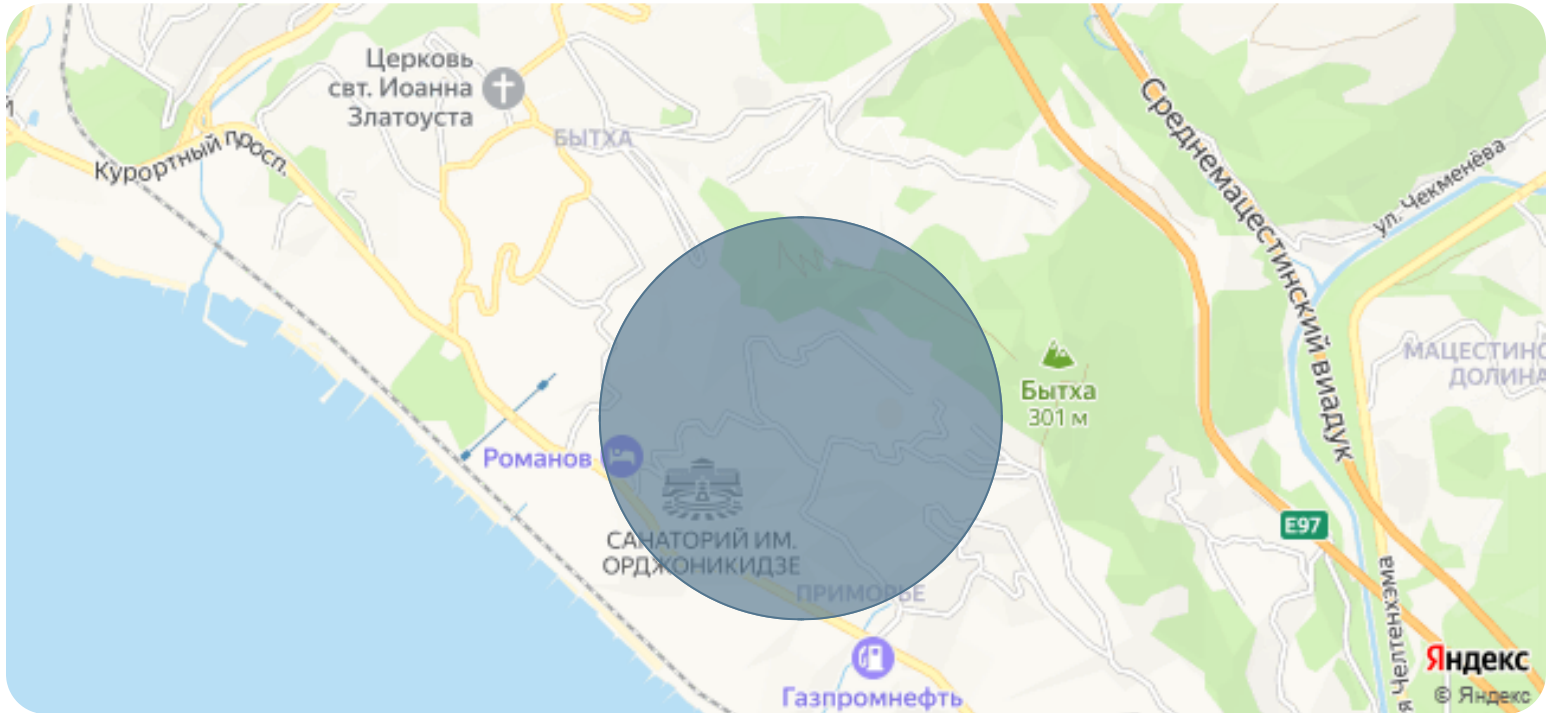 Церковь
свт. Иоанна
Златоуста
БЫТХА
Курортный просп.
Среднемацестинский виадук
ул. Чекменёва
МАЦЕСТИНС
ДОЛИНА
Бытха
301 м
Романов
САНАТОРИЙ ИМ.
ОРДЖОНИКИДЗЕ
E97
ПРИМОРЬЕ
я Челтенхэма
Газпромнефть
Яндекс
© Яндекс